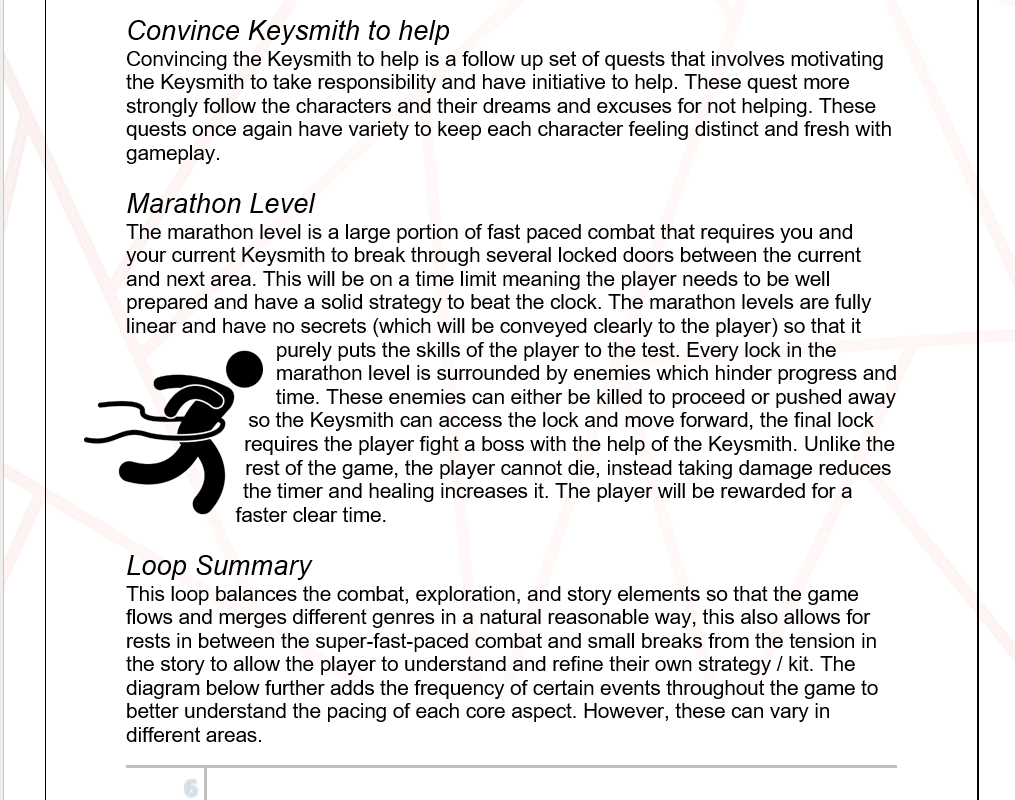 Convince Keysmith to help
Convincing the Keysmith to help is a follow up set of quests that involves motivating
the Keysmith to take responsibility and have initiative to help. These quest more
strongly follow the characters and their dreams and excuses for not helping. These
quests once again have variety to keep each character feeling distinct and fresh with
gameplay.
Marathon Level
The marathon level is a large portion of fast paced combat that requires you and
your current Keysmith to break through several locked doors between the current
and next area. This will be on a time limit meaning the player needs to be well
prepared and have a solid strategy to beat the clock. The marathon levels are fully
linear and have no secrets (which will be conveyed clearly to the player) so that it
purely puts the skills of the player to the test. Every lock in the
marathon level is surrounded by enemies which hinder progress and
time. These enemies can either be killed to proceed or pushed away
so the Keysmith can access the lock and move forward, the final lock
requires the player fight a boss with the help of the Keysmith. Unlike the
rest of the game, the player cannot die, instead taking damage reduces
the timer and healing increases it. The player will be rewarded for a
faster clear time.
Loop Summary
This loop balances the combat, exploration, and story elements so that the game
flows and merges different genres in a natural reasonable way, this also allows for
rests in between the super-fast-paced combat and small breaks from the tension in
the story to allow the player to understand and refine their own strategy / kit. The
diagram below further adds the frequency of certain events throughout the game to
better understand the pacing of each core aspect. However, these can vary in
different areas.
6